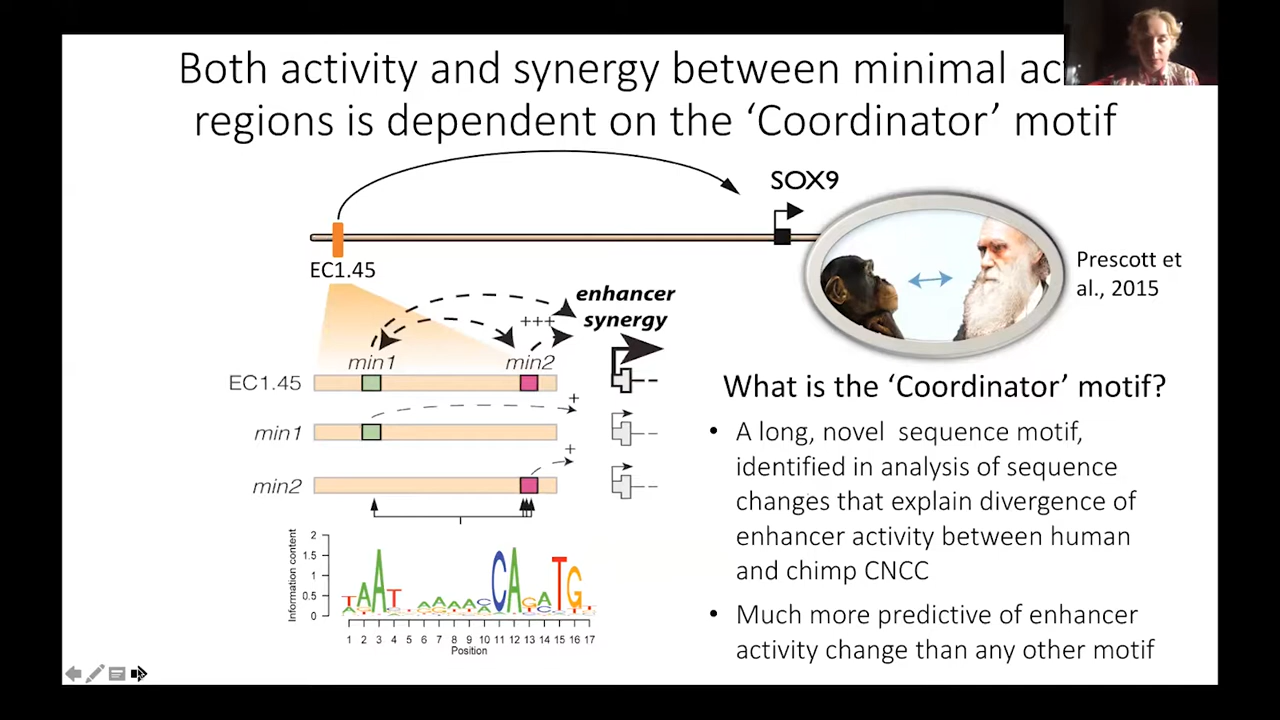 Both activity and synergy between minimal
regions is dependent on the ‘Coordinator’ motif
SOX9
EC1.45
Prescott et
al., 2015
enhancer
synergy
+++
min1
min2
EC1.45
+
min1
+
min2
What is the ‘Coordinator’ motif?
• A long, novel sequence motif,
identified in analysis of sequence
changes that explain divergence of
enhancer activity between human
and chimp CNCC
• Much more predictive of enhancer
activity change than any other motif
Information content
2
1.5
1
0.5
0
1 2 3 4 5 6 7 8 9 10 11 12 13 14 15 16 17
Position